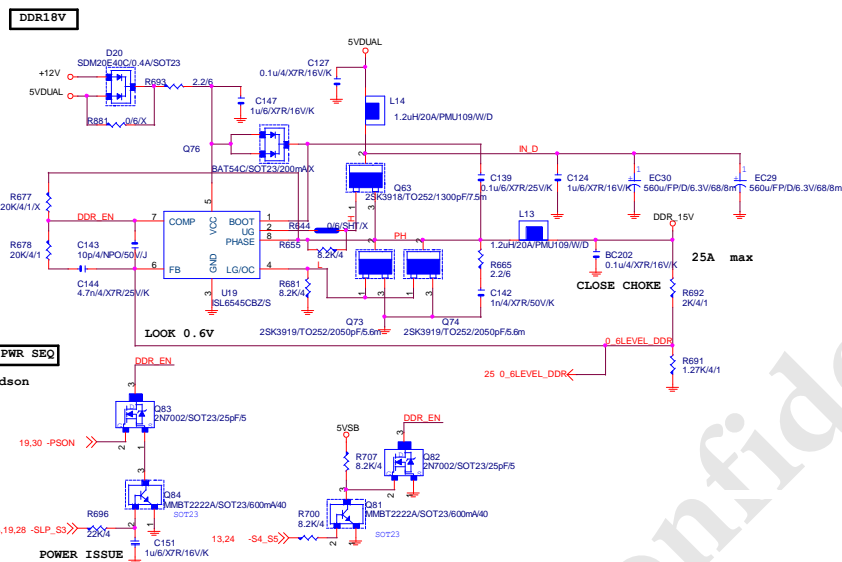 DDR18V
D20
SDM20E40C/0.4A/SOT23
+12V
5VDUAL
R693 2.2/6
R881 0/6/X
C147
1u/6/X7R/16V/K
Q76
BAT54C/SOT23/200mA/X
5VDUAL
C127
0.1u/4/X7R/16V/K
L14
1.2uH/20A/PMU109/W/D
IN_D
Q63
2SK3918/TO252/1300pF/7.5m
C139
0.1u/6/X7R/25V/K
C124
1u/6/X7R/16V/K
EC30
560u/FP/D/6.3V/68/8m
EC29
560u/FP/D/6.3V/68/8m
R677
20K/4/1/X
DDR_EN
R678
20K/4/1
C143
10p/4/NPO/50V/J
C144
4.7n/4/X7R/25V/K
5
7 COMP VCC BOOT 1
UG 2
PHASE 8
6 FB GND LG/OC 4
3
U19
ISL6545CBZ/S
R644
0/6/SHT/X
R655
8.2K/4
R681
8.2K/4
H
L
PH
Q73
2SK3919/TO252/2050pF/5.6m
Q74
2SK3919/TO252/2050pF/5.6m
R665
2.2/6
C142
1n/4/X7R/50V/K
L13
1.2uH/20A/PMU109/W/D
DDR_15V
BC202
0.1u/4/X7R/16V/K
CLOSE CHOKE
25A max
R692
2K/4/1
LOOK 0.6V
0_6LEVEL_DDR
R691
1.27K/4/1
25 0_6LEVEL_DDR
PWR SEQ
dson
DDR_EN
Q83
2N7002/SOT23/25pF/5
19,30 -PSON
Q84
MMBT2222A/SOT23/600mA/40
SOT23
R696
22K/4
,19,28 -SLP_S3
C151
1u/6/X7R/16V/K
POWER ISSUE
5VSB
R707
8.2K/4
DDR_EN
Q82
2N7002/SOT23/25pF/5
Q81
MMBT2222A/SOT23/600mA/40
SOT23
R700
8.2K/4
13,24 -S4_S5
onfide